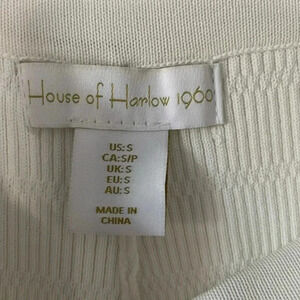 House of Harlow 1960
US:S
CA:S/P
UK:S
EU:S
AU:S
MADE IN
CHINA